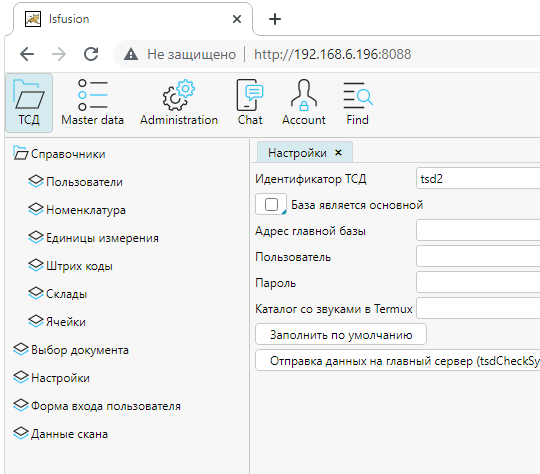 lsfusion
Не защищено http://192.168.6.196:8088
ТСД Master data Administration Chat Account Find
Справочники
Пользователи
Номенклатура
Единицы измерения
Штрих коды
Склады
Ячейки
Выбор документа
Настройки
Форма входа пользователя
Данные скана
Настройки
Идентификатор ТСД tsd2
База является основной
Адрес главной базы
Пользователь
Пароль
Каталог со звуками в Termux
Заполнить по умолчанию
Отправка данных на главный сервер (tsdCheckSy